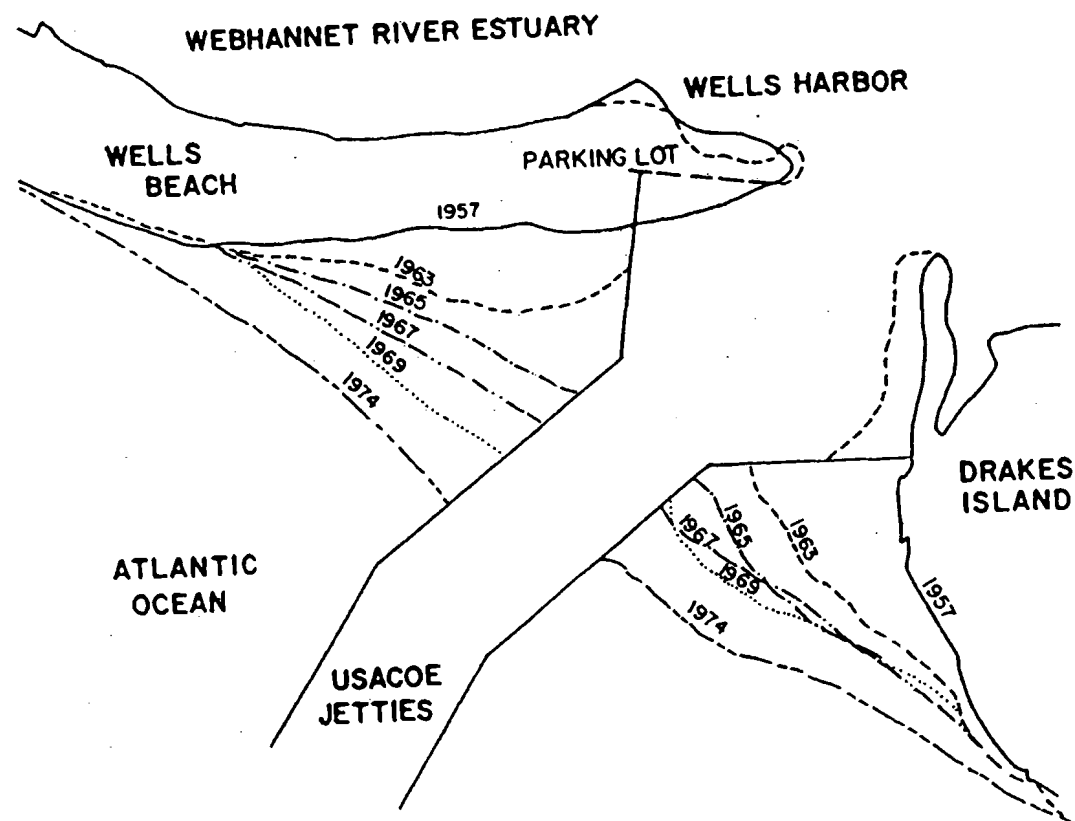 WEBHANNET RIVER ESTUARY
WELLS HARBOR
WELLS
BEACH
PARKING LOT
1957
1963
1965
1967
1969
1974
DRAKES
ISLAND
1963
1965
1967
1969
1957
1974
ATLANTIC
OCEAN
USACOE
JETTIES